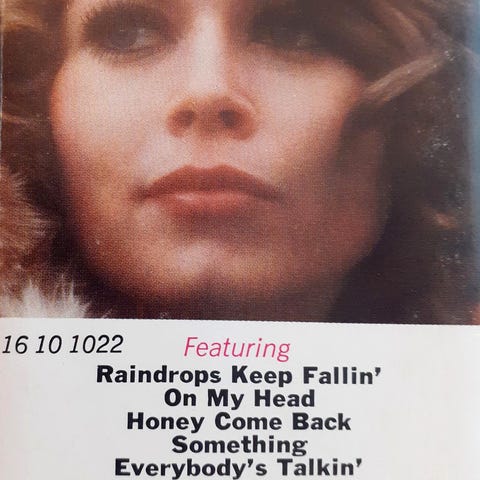 16 10 1022
Featuring
Raindrops Keep Fallin'
On My Head
Honey Come Back
Something
Everybody's Talkin'